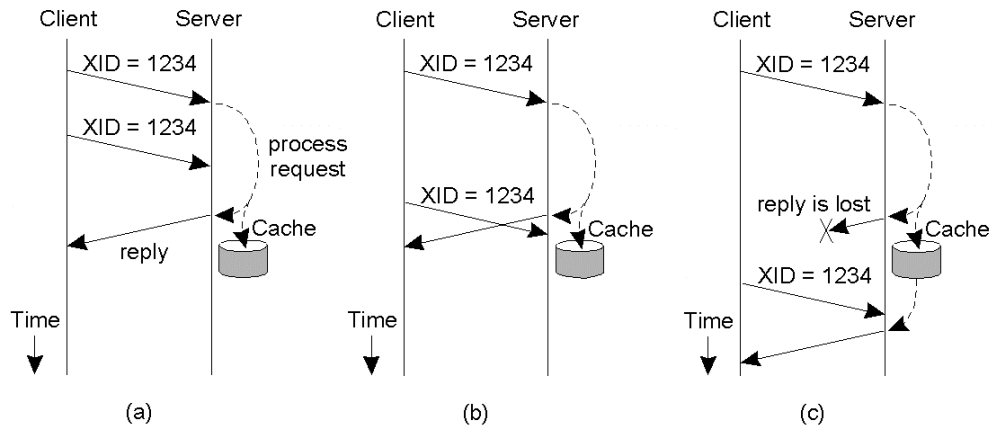 Client Server
XID = 1234
XID = 1234
process
request
Cache
reply
Time
(a)
Client Server
XID = 1234
XID = 1234
Cache
Time
(b)
Client Server
XID = 1234
reply is lost
Cache
XID = 1234
Time
(c)